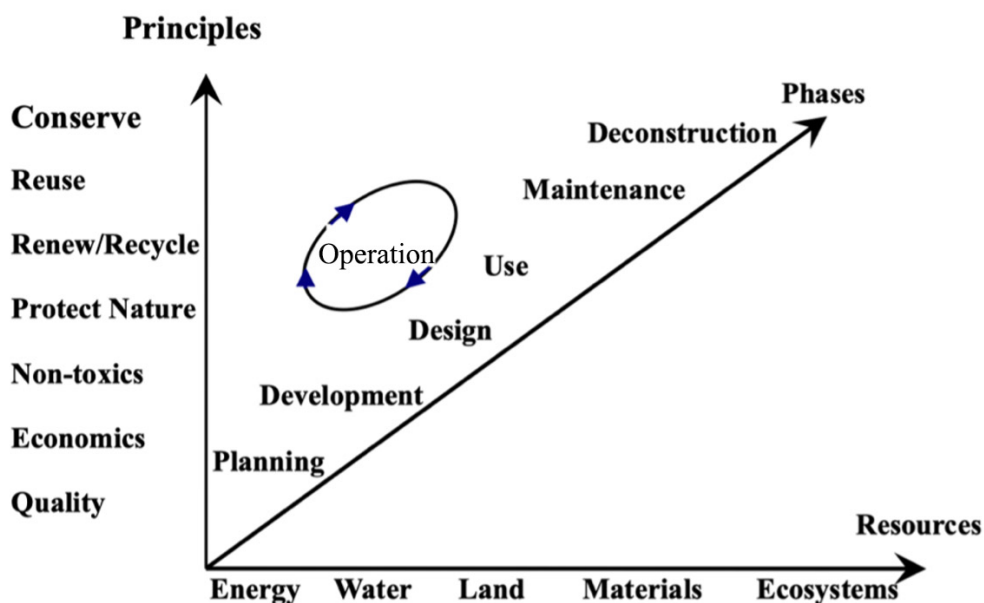 Principles
Phases
Conserve
Deconstruction
Reuse
Maintenance
Renew/Recycle
Operation
Use
Protect Nature
Design
Non-toxics
Development
Economics
Planning
Quality
Resources
Energy Water Land Materials Ecosystems